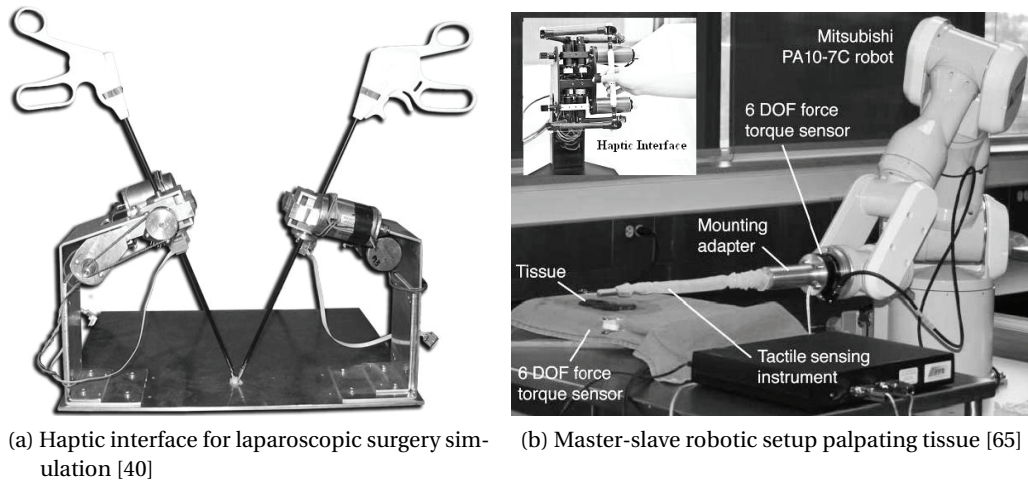 Mitsubishi
PA10-7C robot
6 DOF force
torque sensor
Haptic Interface
Mounting
adapter
Tissue
6 DOF force
torque sensor
Tactile sensing
instrument
(a) Haptic interface for laparoscopic surgery sim-
ulation [40]
(b) Master-slave robotic setup palpating tissue [65]